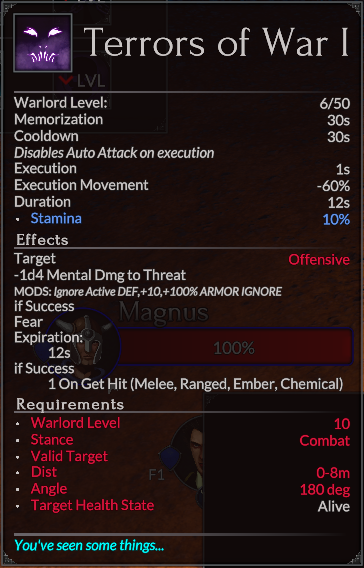 Terrors of War I
LVL
Warlord Level: 6/50
Memorization 30s
Cooldown 30s
Disables Auto Attack on execution
Execution 1s
Execution Movement -60%
Duration 12s
• Stamina 10%
Effects
Target Offensive
-1d4 Mental Dmg to Threat
MODS: Ignore Active DEF,+10,+100% ARMOR IGNORE
if Success
Fear
Magnus
Expiration:
12s
100%
if Success
1 On Get Hit (Melee, Ranged, Ember, Chemical)
Requirements
• Warlord Level 10
• Stance Combat
• Valid Target
• Dist 0-8m
F1
• Angle 180 deg
• Target Health State Alive
You've seen some things...